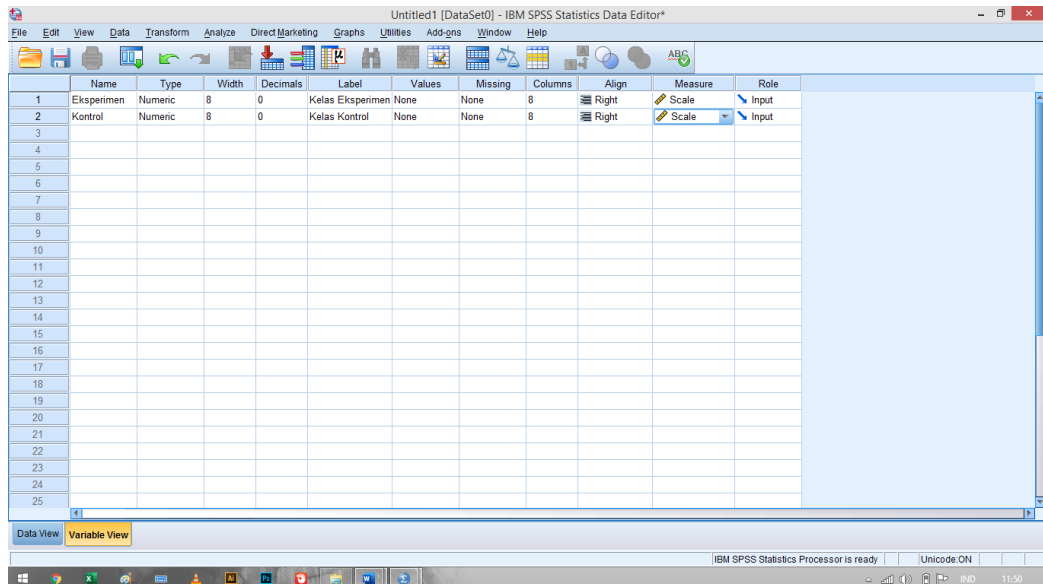 Untitled1 [DataSet0] - IBM SPSS Statistics Data Editor*
File Edit View Data Transform Analyze Direct Marketing Graphs Utilities Add-ons Window Help
Name Type Width Decimals Label Values Missing Columns Align Measure Role
1 Eksperimen Numeric 8 0 Kelas Eksperimen None None 8 Right Scale Input
2 Kontrol Numeric 8 0 Kelas Kontrol None None 8 Right Scale Input
3
4
5
6
7
8
9
10
11
12
13
14
15
16
17
18
19
20
21
22
23
24
25
Data View Variable View
IBM SPSS Statistics Processor is ready Unicode:ON
IND 11:50